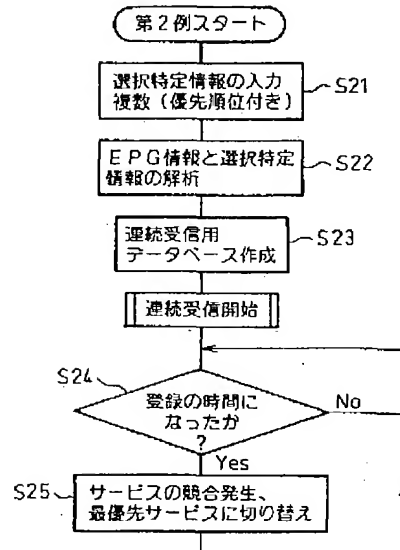 第2例スタート
選択特定情報の入力
複数(優先順位付き)
S21
EPG情報と選択特定
情報の解析
S22
連続受信用
データベース作成
S23
連続受信開始
S24
登録の時間に
なったか
?
No
Yes
S25
サービスの競合発生、
最優先サービスに切り替え